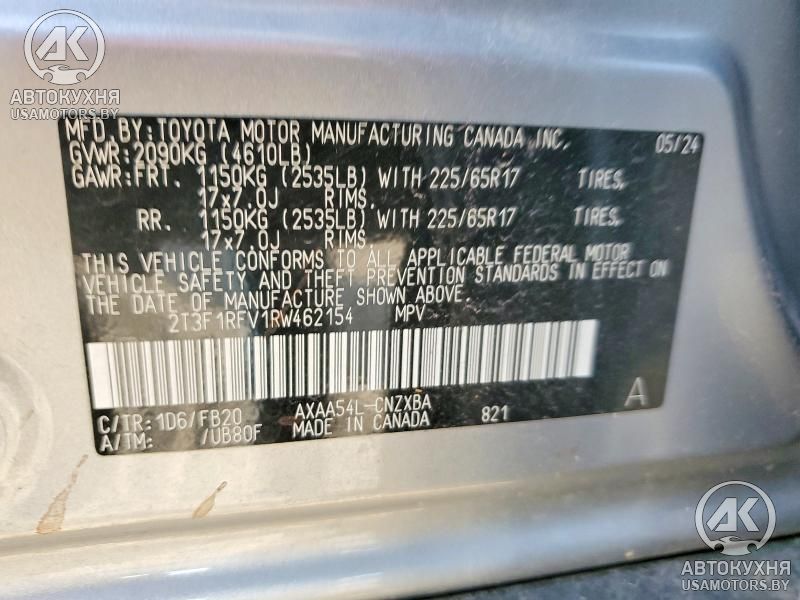 АК
АВТОКУХНЯ
USAMOTORS.BY
MFD. BY: TOYOTA MOTOR MANUFACTURING CANADA INC. 05/24
GVWR: 2090KG (4610LB)
GAWR: FRT. 1150KG (2535LB) WITH 225/65R17 TIRES,
17x7.0J RIMS.
RR. 1150KG (2535LB) WITH 225/65R17 TIRES,
17x7.0J RIMS.
THIS VEHICLE CONFORMS TO ALL APPLICABLE FEDERAL MOTOR
VEHICLE SAFETY AND THEFT PREVENTION STANDARDS IN EFFECT ON
THE DATE OF MANUFACTURE SHOWN ABOVE.
2T3F1RFV1RW462154 MPV
C/TR: 1D6/FB20 AXAA54L-CNZXBA A
A/TM: /UB80F MADE IN CANADA 821
АК
АВТОКУХНЯ
USAMOTORS.BY